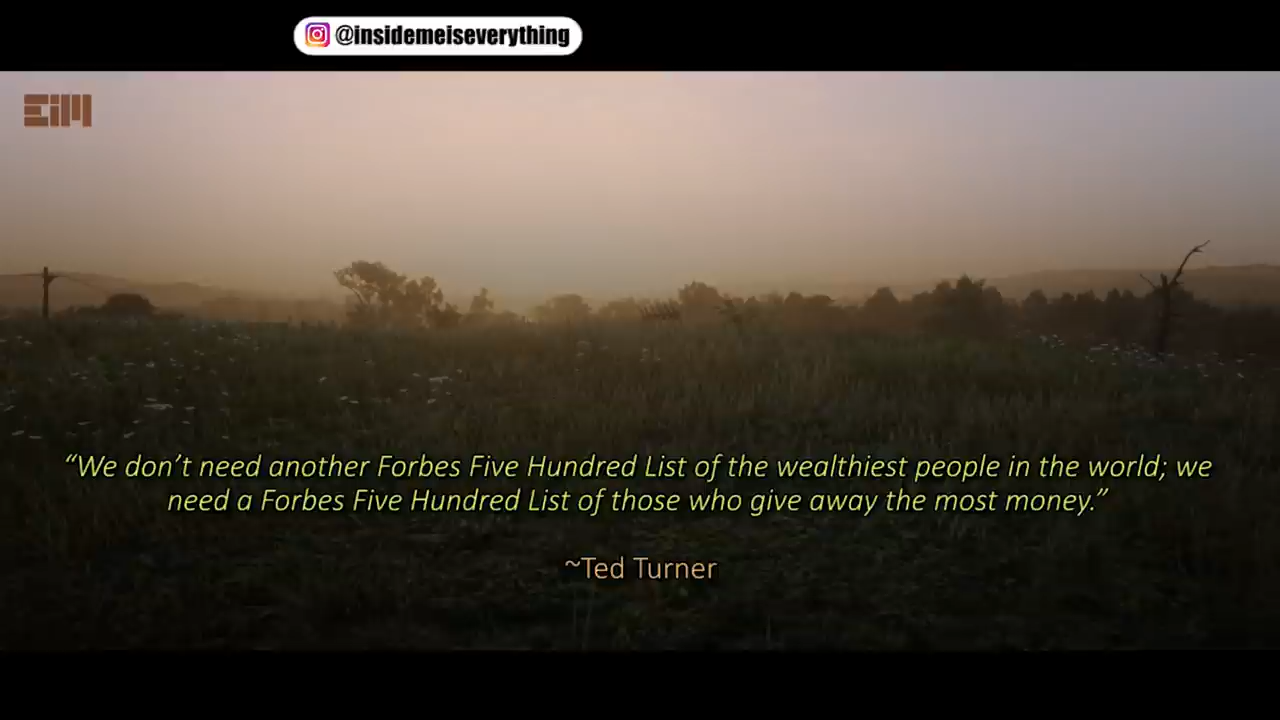 @insidemeiseverything
EiM
“We don’t need another Forbes Five Hundred List of the wealthiest people in the world; we
need a Forbes Five Hundred List of those who give away the most money.”
~Ted Turner